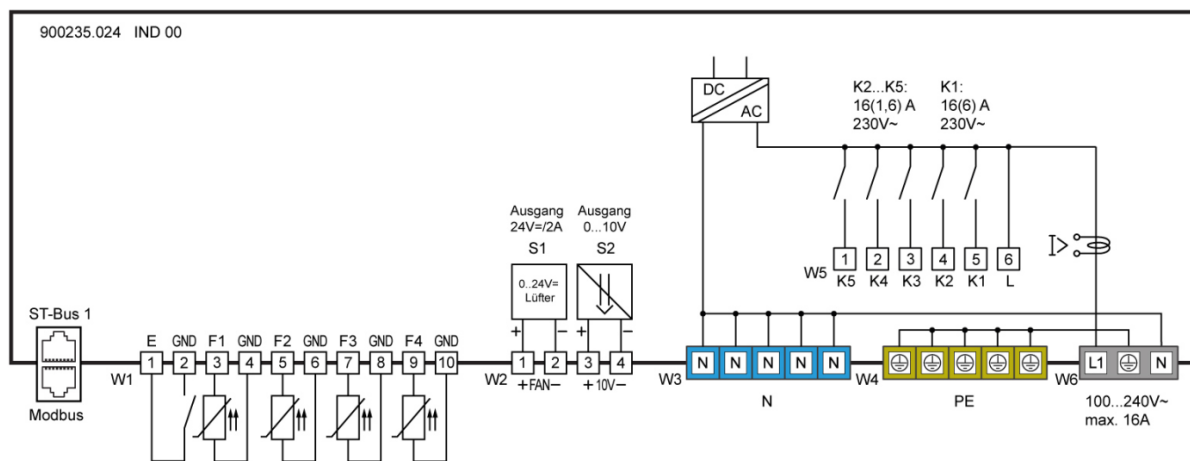 900235.024 IND 00
DC
AC
K2...K5:
16(1,6) A
230V~
K1:
16(6) A
230V~
Ausgang
24V=/2A
S1
Ausgang
0...10V
S2
0..24V=
Lüfter
+ −
+ −
I>
W5
1 2 3 4 5 6
K5 K4 K3 K2 K1 L
ST-Bus 1
Modbus
E GND F1 GND F2 GND F3 GND F4 GND
W1 1 2 3 4 5 6 7 8 9 10
W2 1 2 3 4
+FAN− + 10V−
W3 N N N N N
N
W4
PE
W6 L1 N
100...240V~
max. 16A